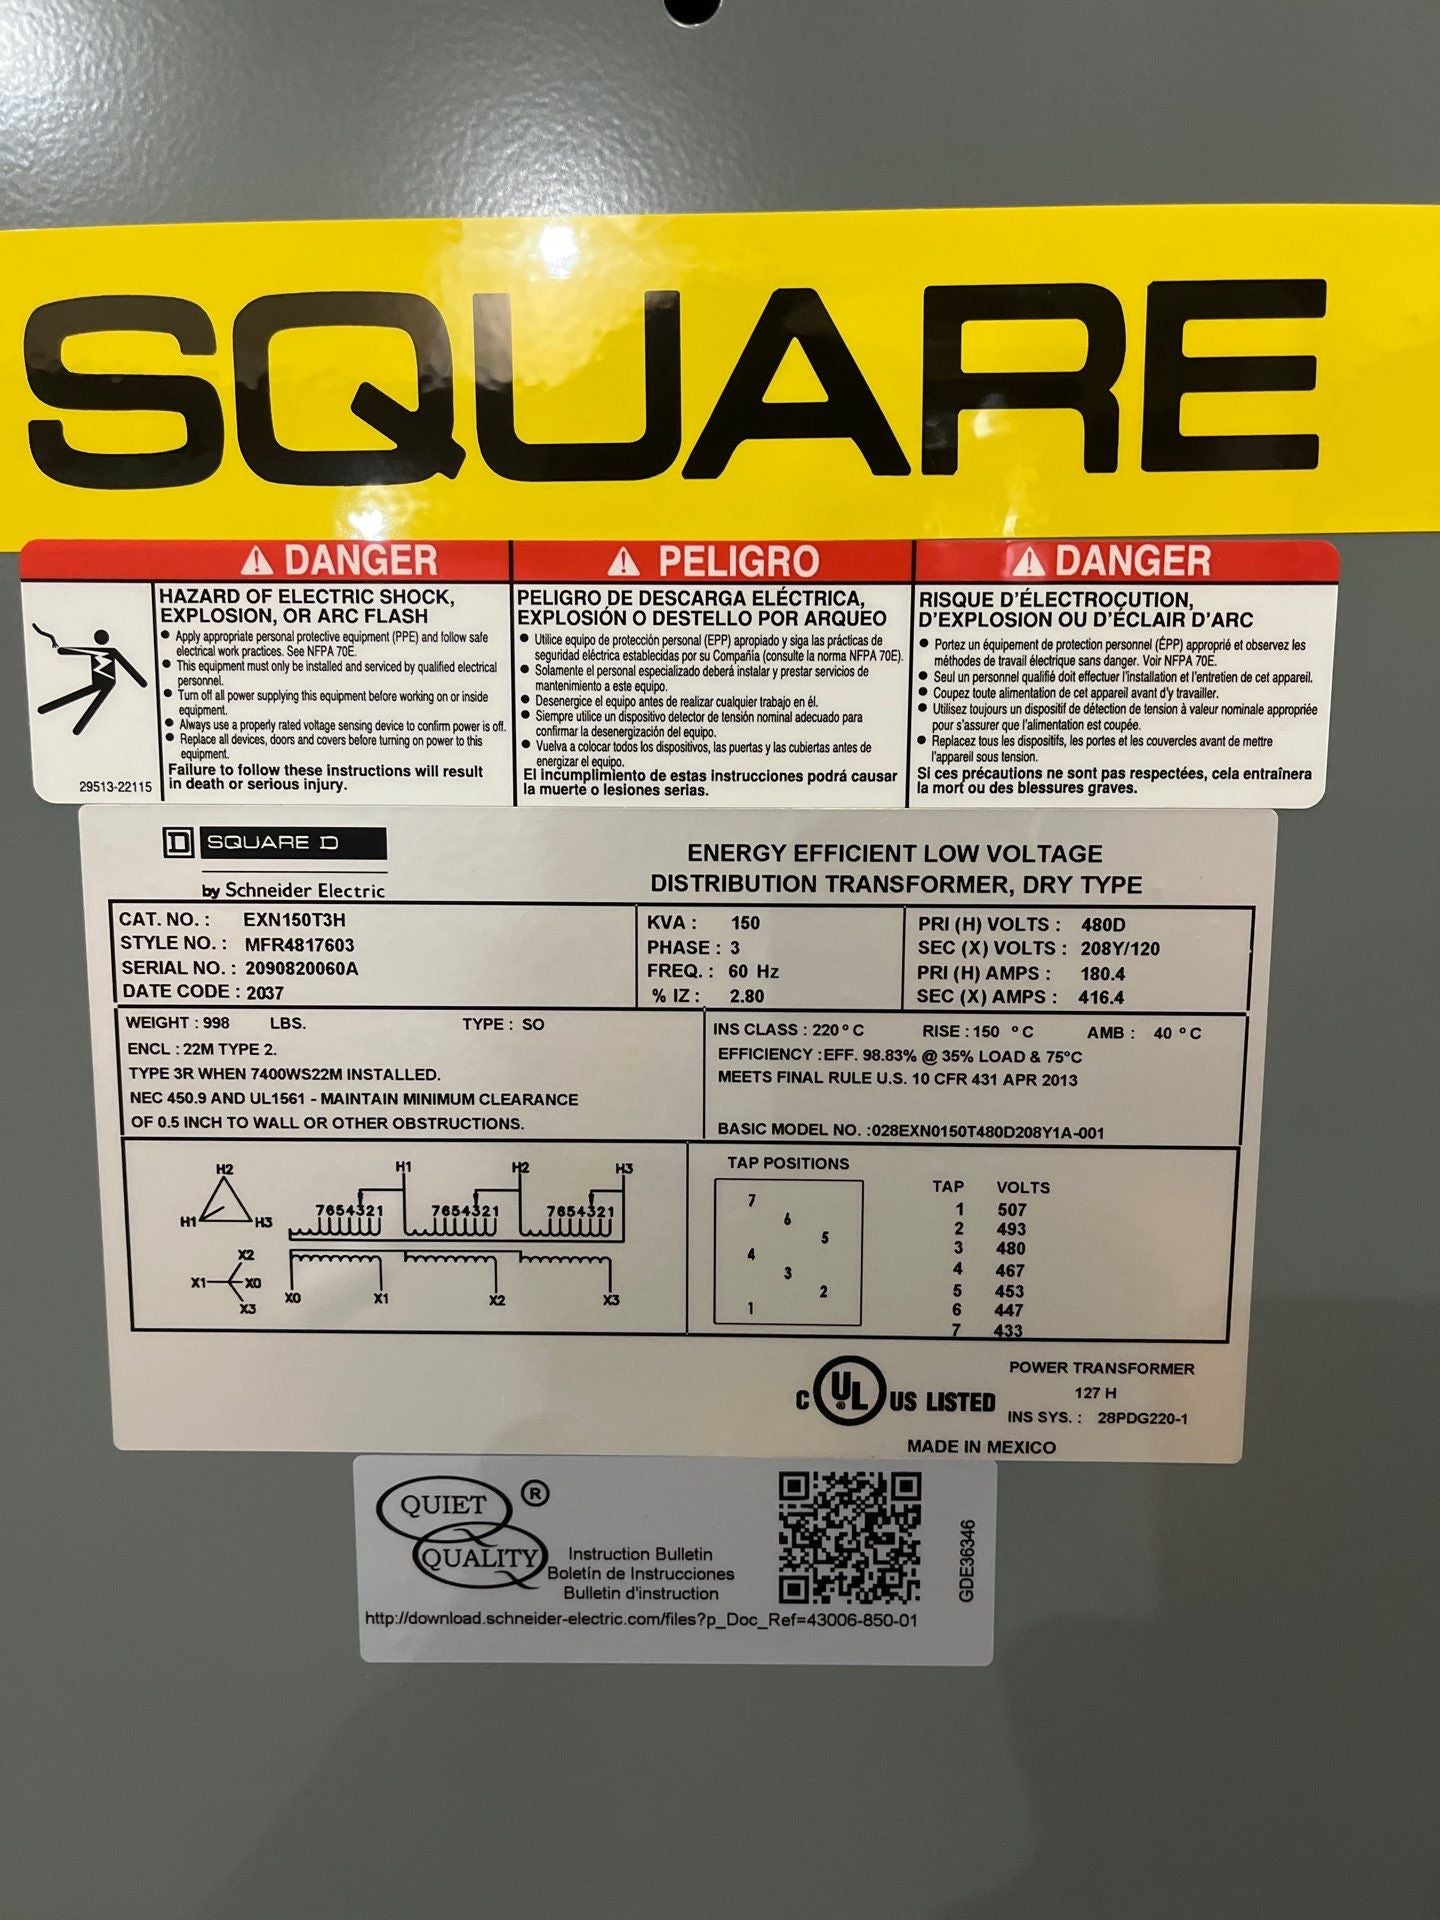 SQUARE
DANGER
HAZARD OF ELECTRIC SHOCK,
EXPLOSION, OR ARC FLASH
● Apply appropriate personal protective equipment (PPE) and follow safe
electrical work practices. See NFPA 70E.
● This equipment must only be installed and serviced by qualified electrical
personnel.
● Turn off all power supplying this equipment before working on or inside
equipment.
● Always use a properly rated voltage sensing device to confirm power is off.
● Replace all devices, doors and covers before turning on power to this
equipment.
Failure to follow these instructions will result
in death or serious injury.
29513-22115
PELIGRO
PELIGRO DE DESCARGA ELÉCTRICA,
EXPLOSIÓN O DESTELLO POR ARQUEO
● Utilice equipo de protección personal (EPP) apropiado y siga las prácticas de
seguridad eléctrica establecidas por su Compañía (consulte la norma NFPA 70E).
● Solamente el personal especializado deberá instalar y prestar servicios de
mantenimiento a este equipo.
● Desenergice el equipo antes de realizar cualquier trabajo en él.
● Siempre utilice un dispositivo detector de tensión nominal adecuado para
confirmar la desenergización del equipo.
● Vuelva a colocar todos los dispositivos, las puertas y las cubiertas antes de
energizar el equipo.
El incumplimiento de estas instrucciones podrá causar
la muerte o lesiones serias.
DANGER
RISQUE D'ÉLECTROCUTION,
D'EXPLOSION OU D'ÉCLAIR D'ARC
● Portez un équipement de protection personnel (ÉPP) approprié et observez les
méthodes de travail électrique sans danger. Voir NFPA 70E.
● Seul un personnel qualifié doit effectuer l'installation et l'entretien de cet appareil.
● Coupez toute alimentation de cet appareil avant d'y travailler.
● Utilisez toujours un dispositif de détection de tension à valeur nominale appropriée
pour s'assurer que l'alimentation est coupée.
● Replacez tous les dispositifs, les portes et les couvercles avant de mettre
l'appareil sous tension.
Si ces précautions ne sont pas respectées, cela entraînera
la mort ou des blessures graves.
D SQUARE D
by Schneider Electric
ENERGY EFFICIENT LOW VOLTAGE
DISTRIBUTION TRANSFORMER, DRY TYPE
CAT. NO. : EXN150T3H
STYLE NO. : MFR4817603
SERIAL NO. : 2090820060A
DATE CODE : 2037
KVA : 150
PHASE : 3
FREQ. : 60 Hz
% IZ : 2.80
PRI (H) VOLTS : 480D
SEC (X) VOLTS : 208Y/120
PRI (H) AMPS : 180.4
SEC (X) AMPS : 416.4
WEIGHT : 998 LBS. TYPE : SO
ENCL : 22M TYPE 2.
TYPE 3R WHEN 7400WS22M INSTALLED.
NEC 450.9 AND UL1561 - MAINTAIN MINIMUM CLEARANCE
OF 0.5 INCH TO WALL OR OTHER OBSTRUCTIONS.
INS CLASS : 220 ° C RISE : 150 ° C AMB : 40 ° C
EFFICIENCY : EFF. 98.83% @ 35% LOAD & 75°C
MEETS FINAL RULE U.S. 10 CFR 431 APR 2013
BASIC MODEL NO. :028EXN0150T480D208Y1A-001
H2
H1 H3
X2
X1 X0
X3
H1 H2 H3
7654321 7654321 7654321
X0 X1 X2 X3
TAP POSITIONS
7
6
5
4
3
2
1
TAP VOLTS
1 507
2 493
3 480
4 467
5 453
6 447
7 433
C UL ® US LISTED
POWER TRANSFORMER
127 H
INS SYS. : 28PDG220-1
MADE IN MEXICO
QUIET ®
QUALITY
Instruction Bulletin
Boletín de Instrucciones
Bulletin d'instruction
http://download.schneider-electric.com/files?p_Doc_Ref=43006-850-01
GDE36346